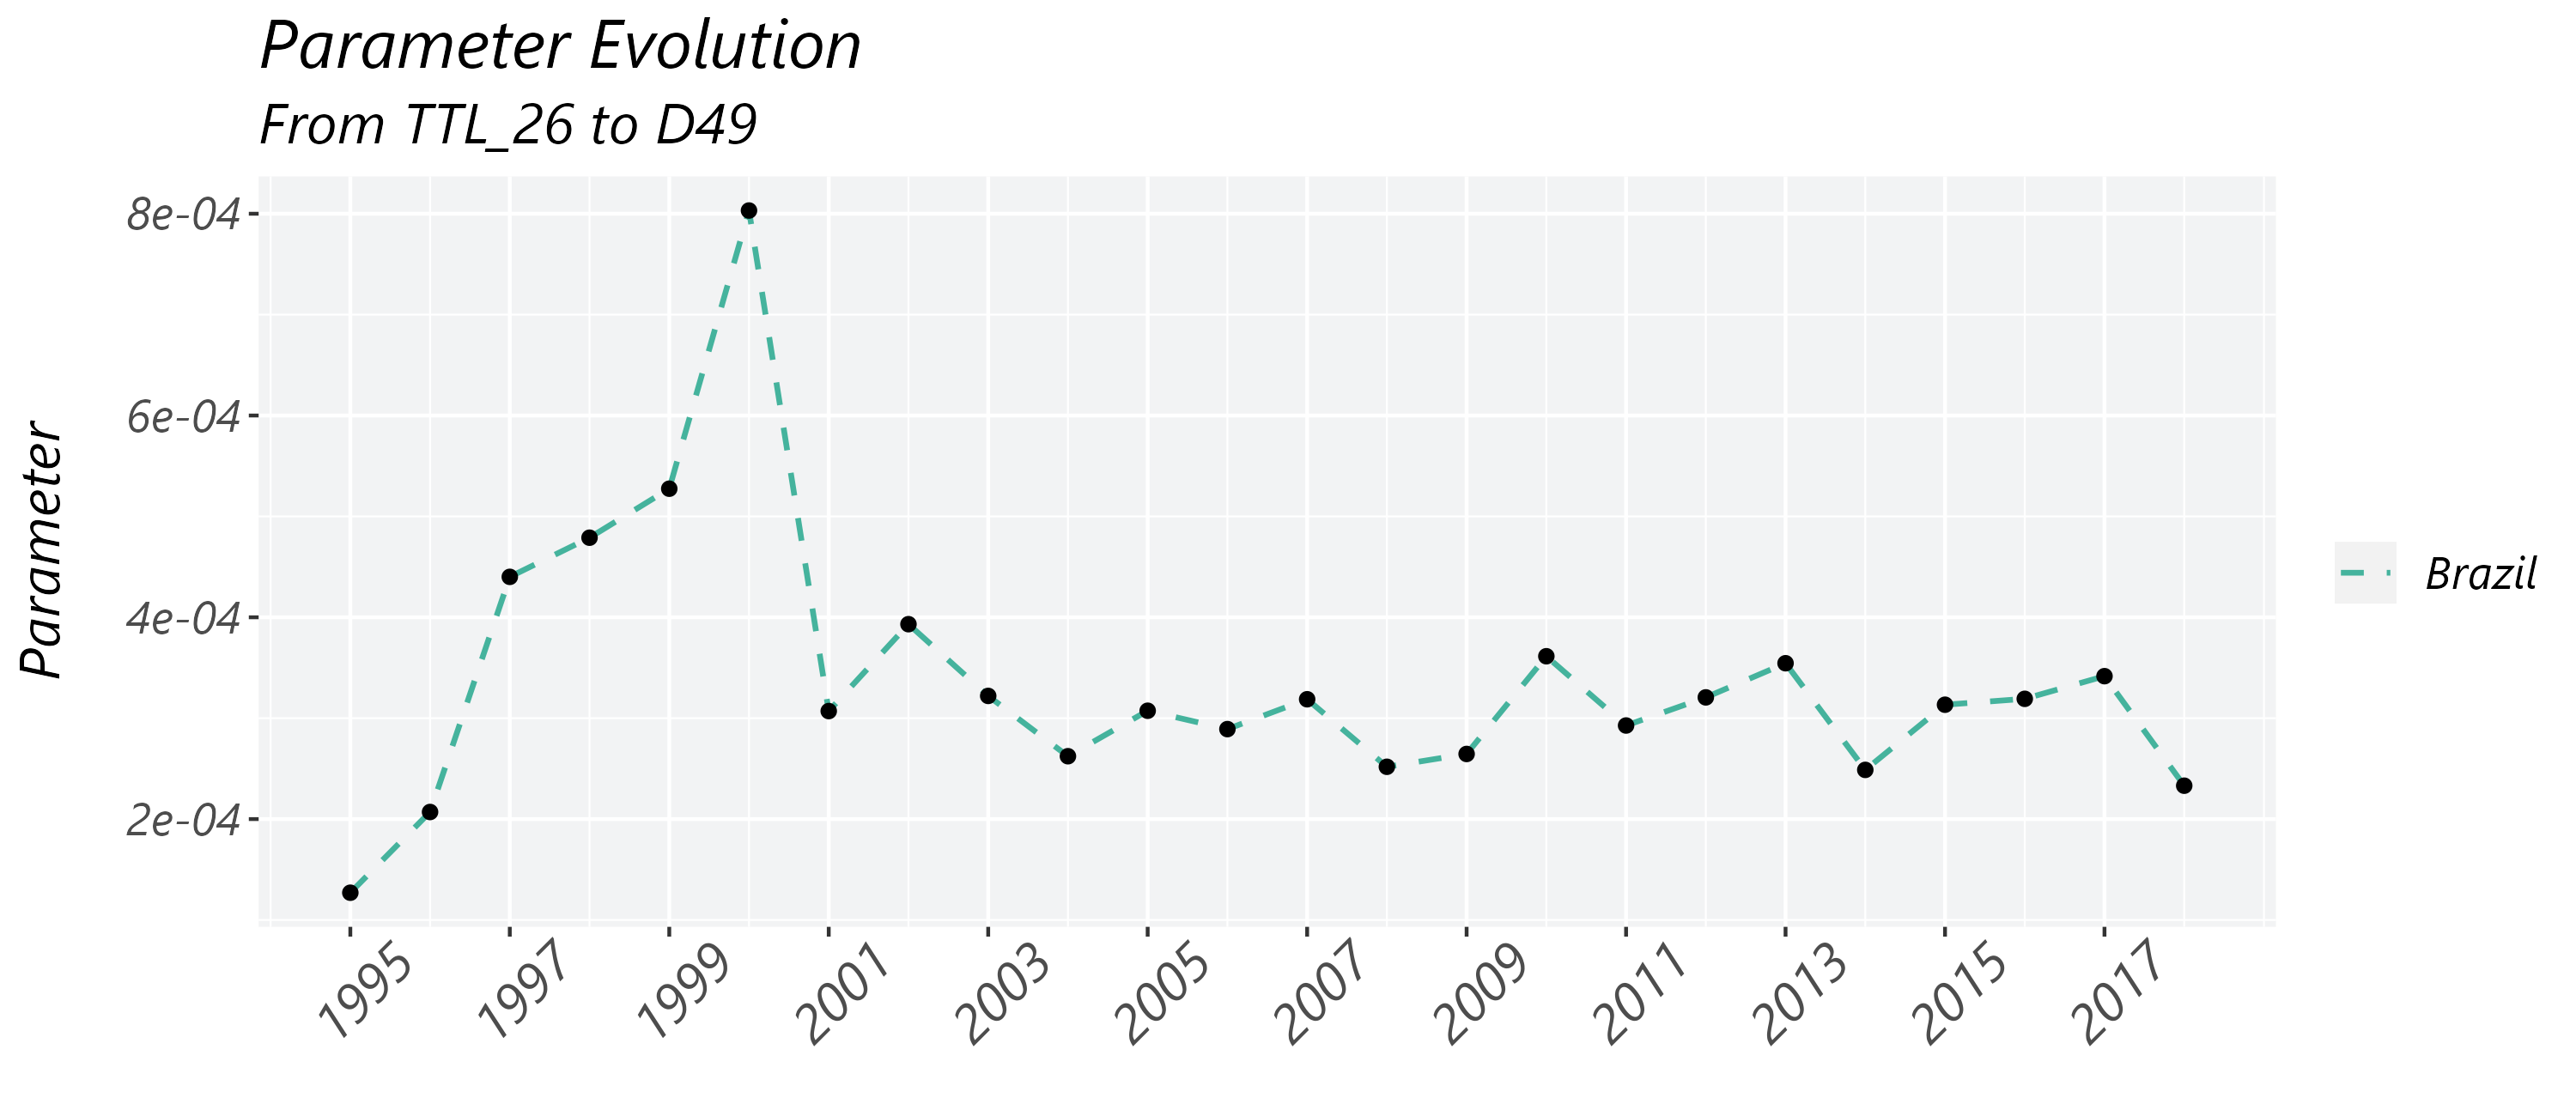 Parameter Evolution
From TTL_26 to D49
Parameter
8e-04
6e-04
4e-04
2e-04
1995
1997
1999
2001
2003
2005
2007
2009
2011
2013
2015
2017
Brazil